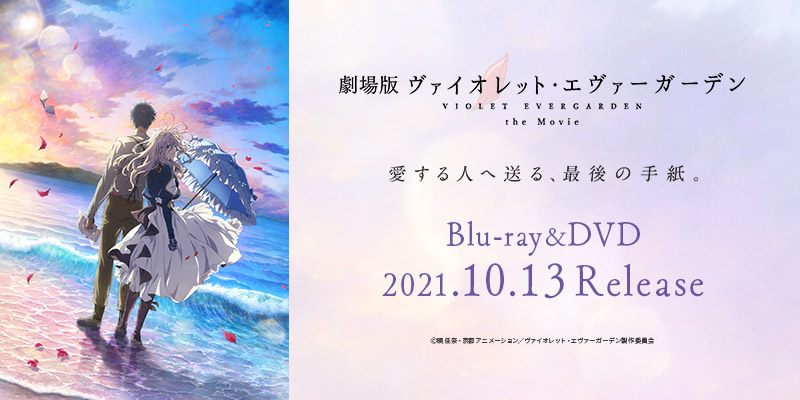 劇場版 ヴァイオレット・エヴァーガーデン
VIOLET EVERGARDEN
the Movie
愛する人へ送る、最後の手紙。
Blu-ray&DVD
2021.10.13 Release
©暁佳奈・京都アニメーション／ヴァイオレット・エヴァーガーデン製作委員会